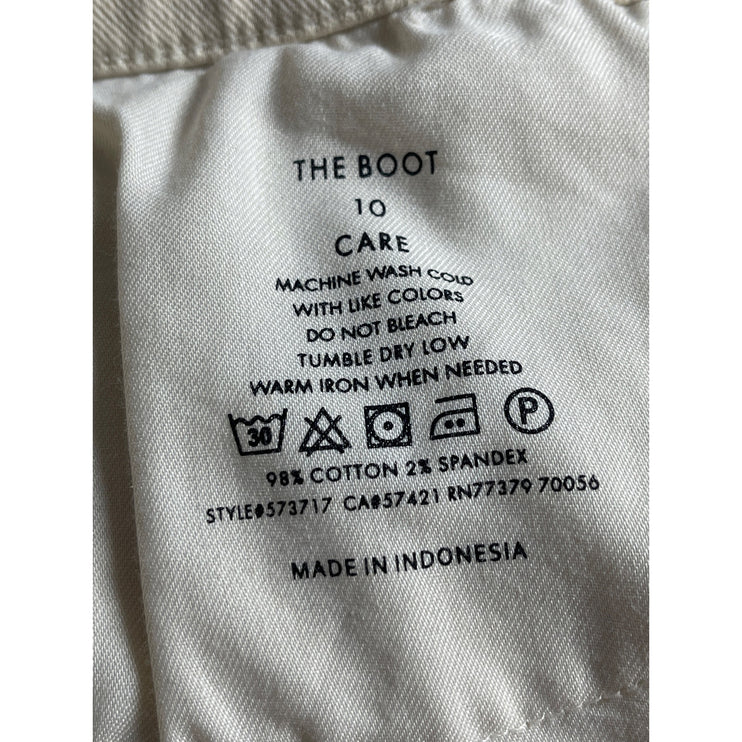 THE BOOT
10
CARE
MACHINE WASH COLD
WITH LIKE COLORS
DO NOT BLEACH
TUMBLE DRY LOW
WARM IRON WHEN NEEDED
30 P
98% COTTON 2% SPANDEX
STYLE#573717 CA#57421 RN77379 70056
MADE IN INDONESIA